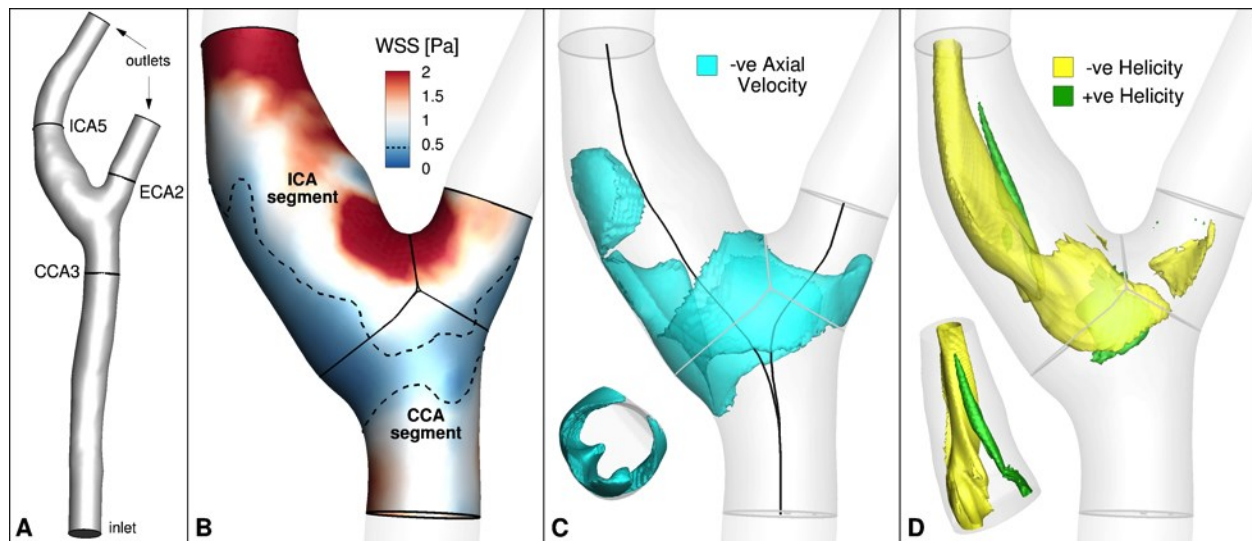 outlets
ICA5
ECA2
CCA3
inlet
A
WSS [Pa]
2
1.5
1
0.5
0
ICA
segment
CCA
segment
B
-ve Axial
Velocity
C
-ve Helicity
+ve Helicity
D